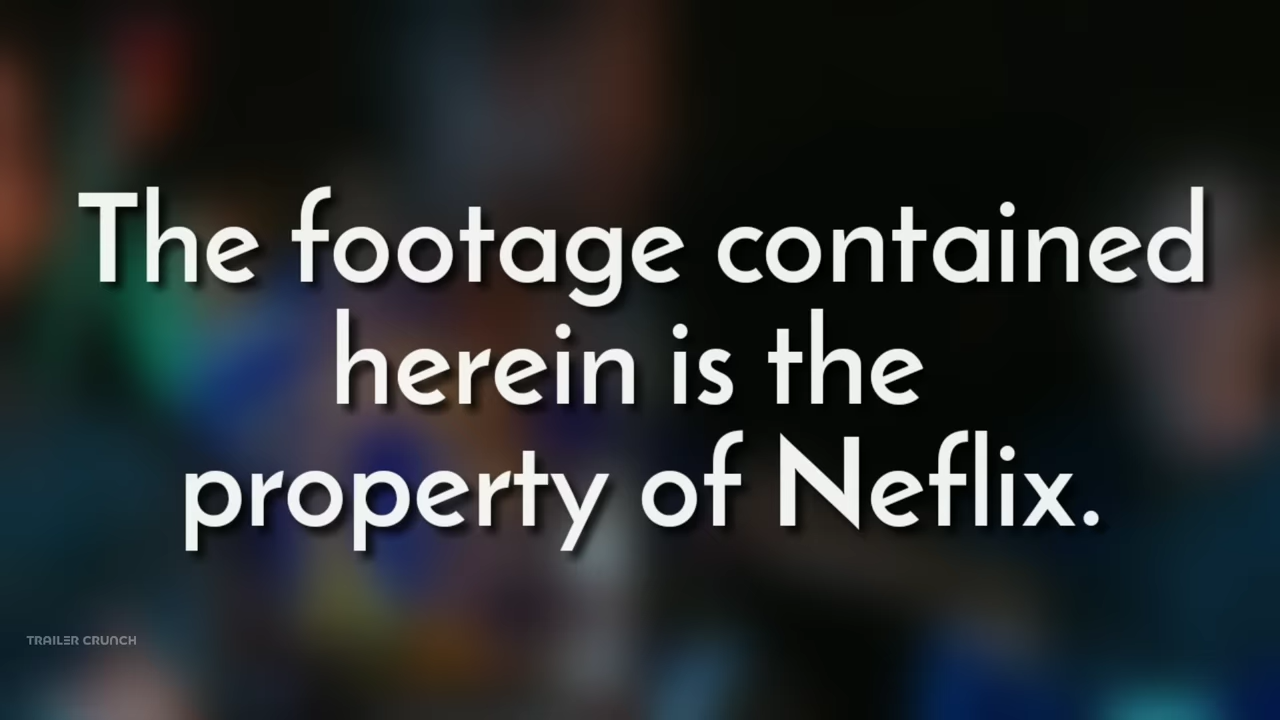 The footage contained
herein is the
property of Neflix.
TRAILER CRUNCH